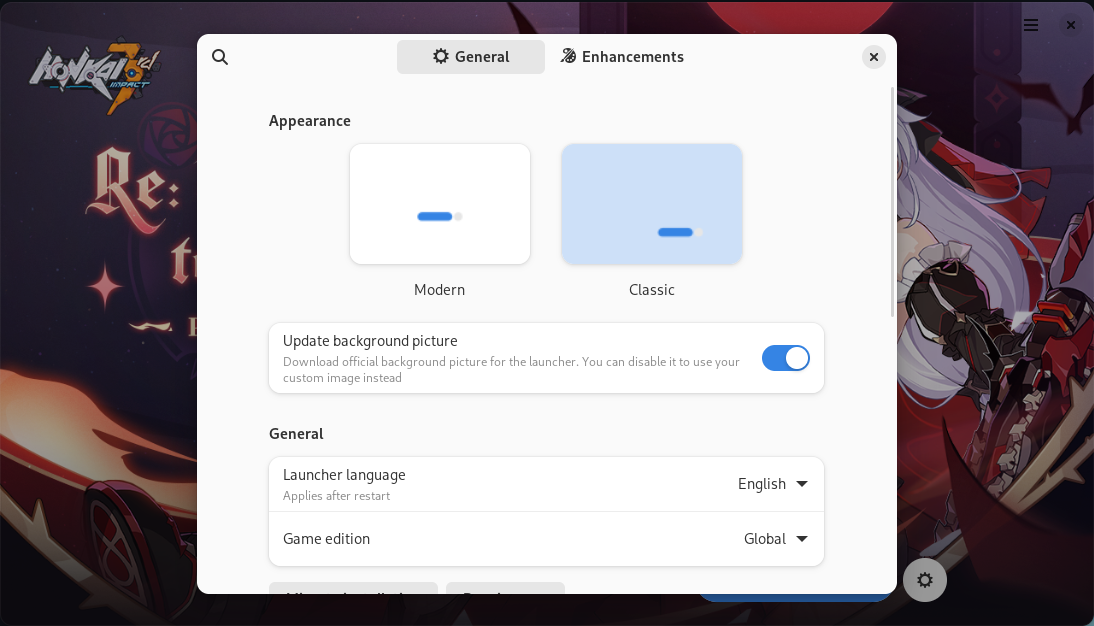 HonKai 3rd
IMPACT
Re:
General
Enhancements
Appearance
Modern
Classic
Update background picture
Download official background picture for the launcher. You can disable it to use your
custom image instead
General
Launcher language
Applies after restart
English
Game edition
Global